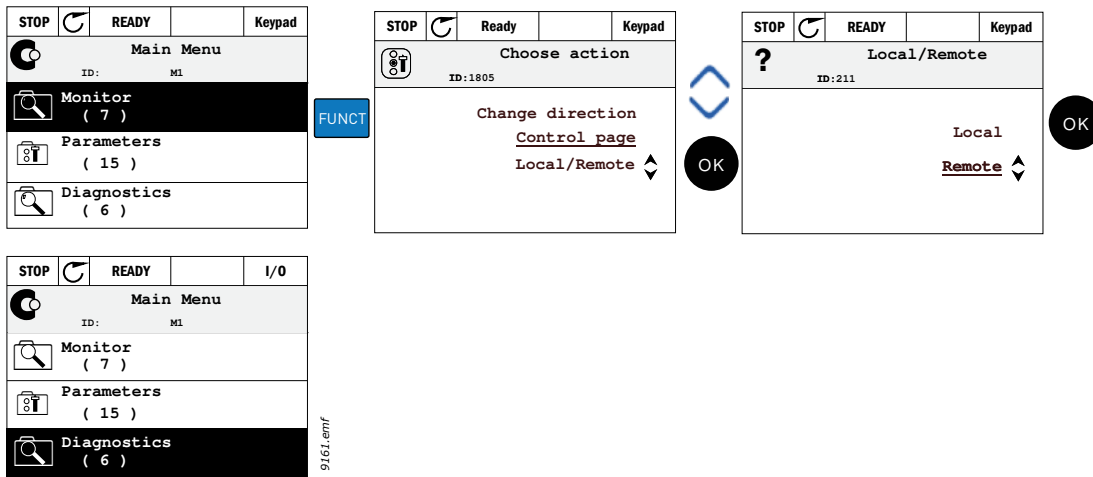 STOP READY Keypad
Main Menu
ID: M1
Monitor
( 7 )
Parameters
( 15 )
Diagnostics
( 6 )
FUNCT
STOP Ready Keypad
Choose action
ID:1805
Change direction
Control page
Local/Remote
OK
STOP READY Keypad
?
Local/Remote
ID:211
Local
Remote
OK
STOP READY I/O
Main Menu
ID: M1
Monitor
( 7 )
Parameters
( 15 )
Diagnostics
( 6 )
9161.emf